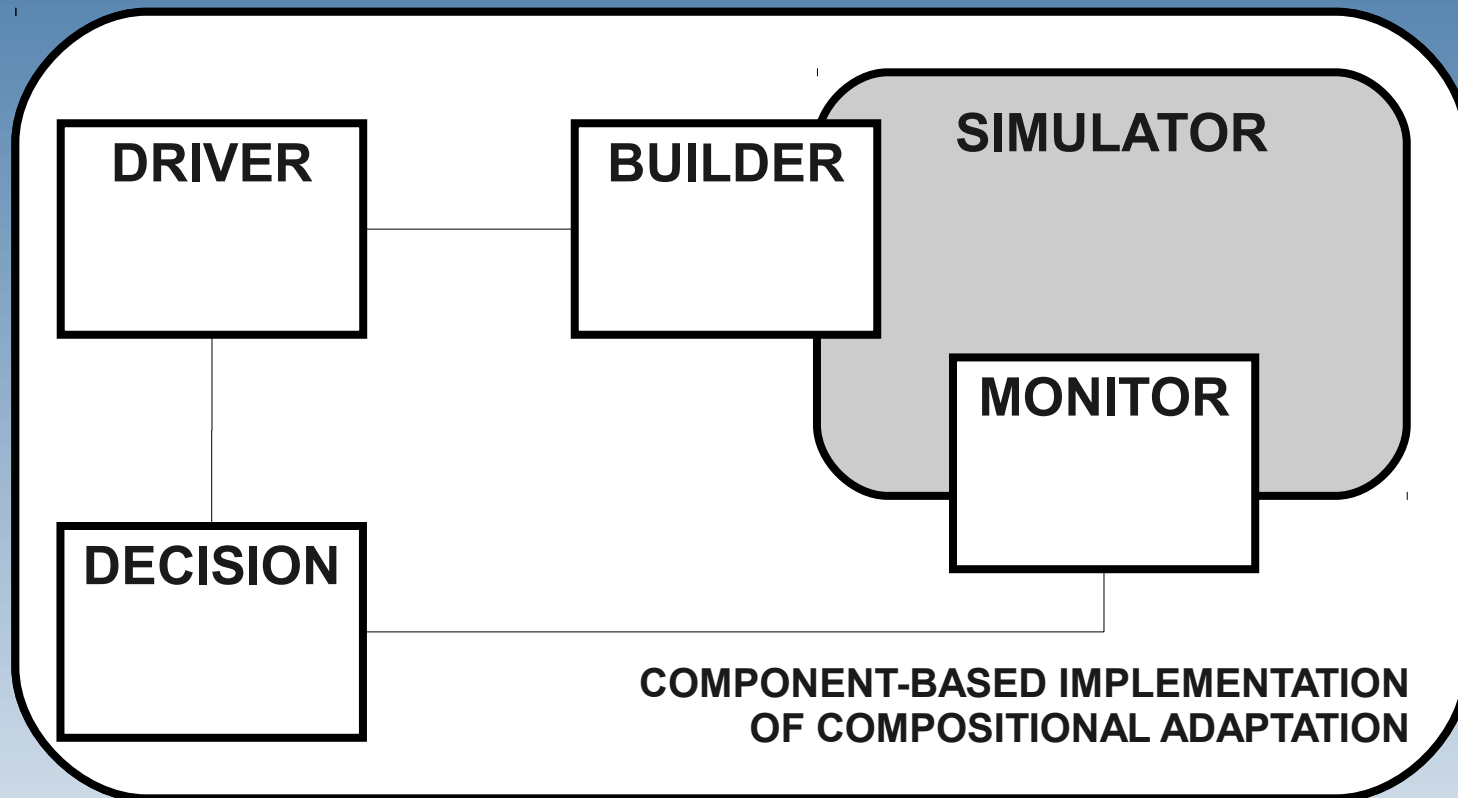 DRIVER
BUILDER
SIMULATOR
MONITOR
DECISION
COMPONENT-BASED IMPLEMENTATION
OF COMPOSITIONAL ADAPTATION